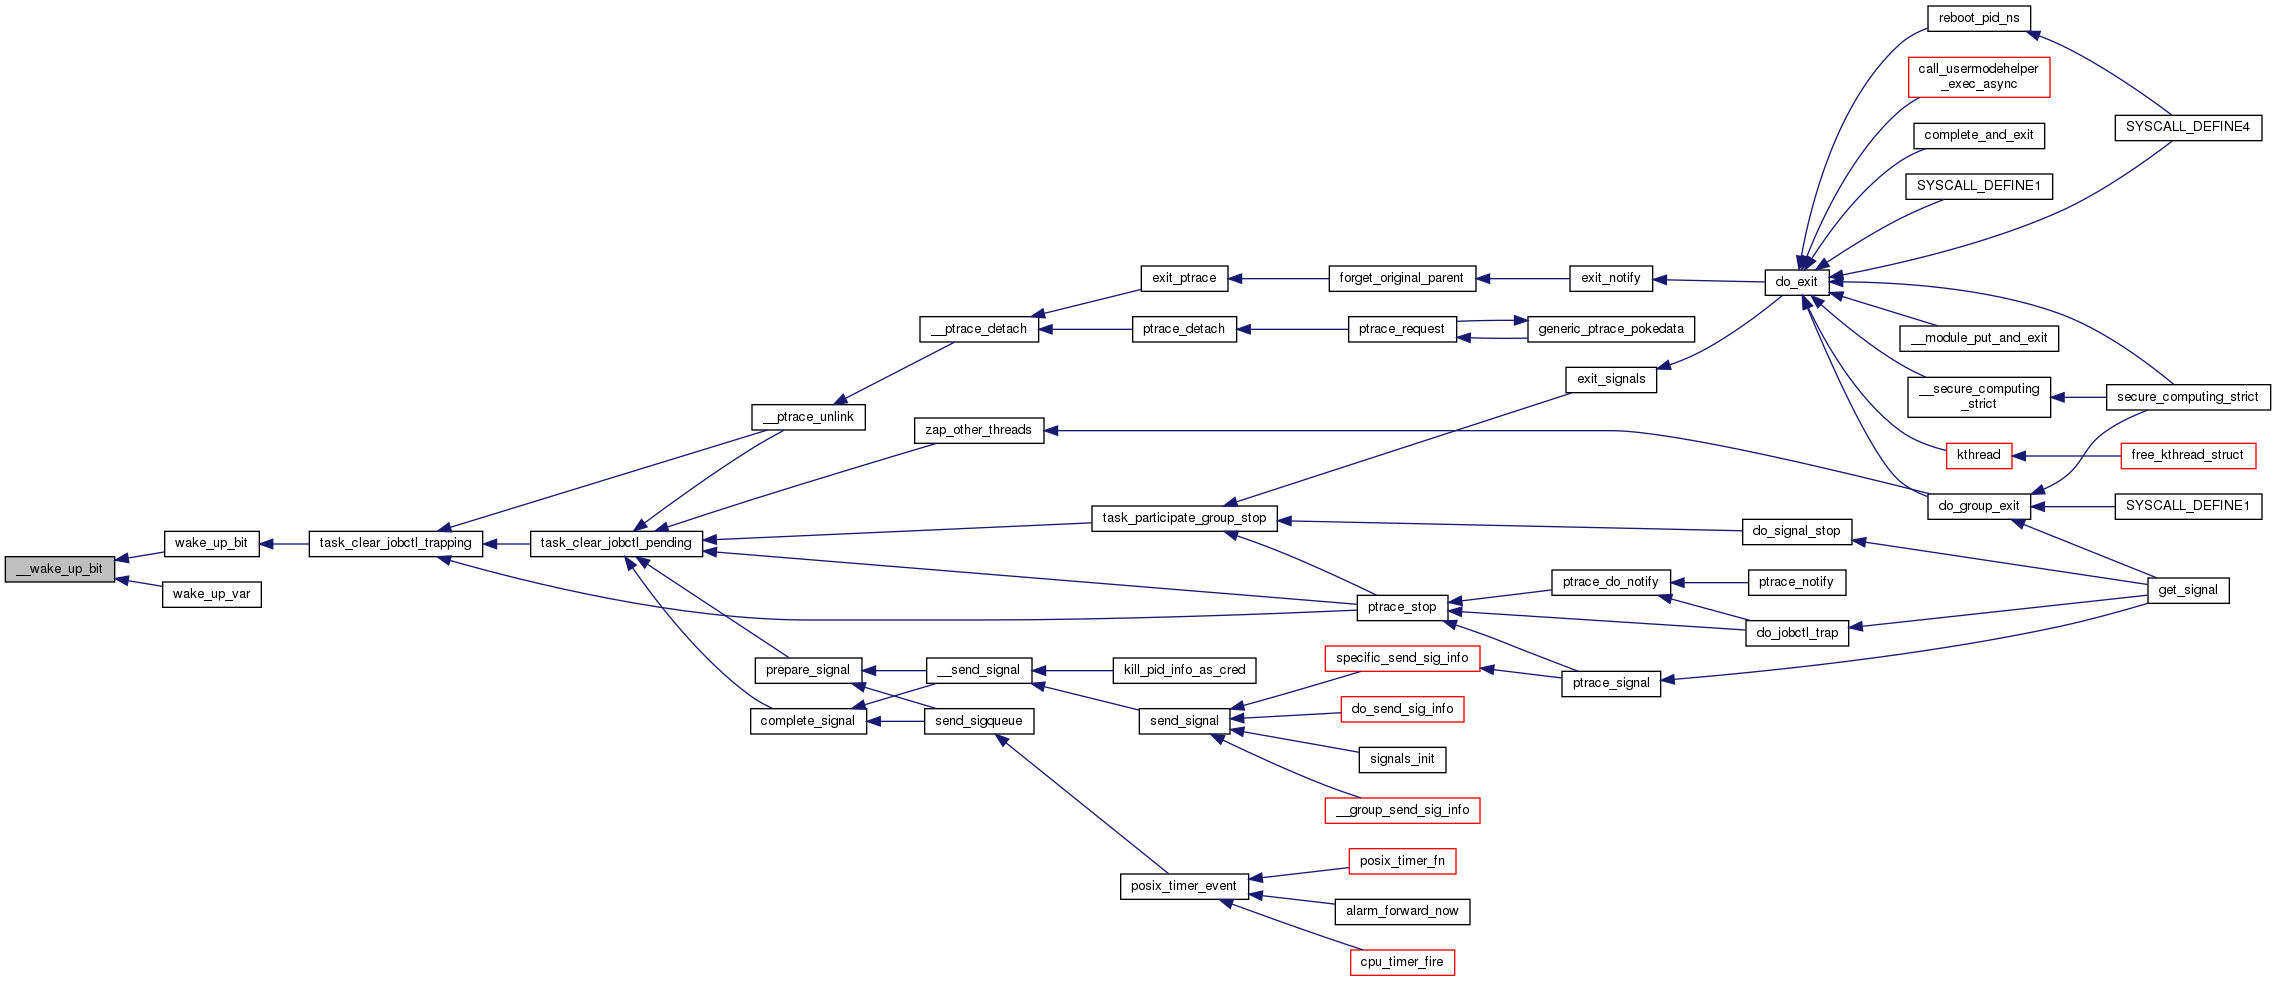 reboot_pid_ns
call_usermodehelper
_exec_async
SYSCALL_DEFINE4
complete_and_exit
SYSCALL_DEFINE1
exit_ptrace
forget_original_parent
exit_notify
do_exit
__ptrace_detach
ptrace_detach
ptrace_request
generic_ptrace_pokedata
__module_put_and_exit
exit_signals
__secure_computing
_strict
secure_computing_strict
__ptrace_unlink
zap_other_threads
kthread
free_kthread_struct
do_group_exit
SYSCALL_DEFINE1
task_participate_group_stop
do_signal_stop
wake_up_bit
task_clear_jobctl_trapping
task_clear_jobctl_pending
__wake_up_bit
wake_up_var
ptrace_do_notify
ptrace_notify
get_signal
ptrace_stop
do_jobctl_trap
prepare_signal
__send_signal
kill_pid_info_as_cred
specific_send_sig_info
ptrace_signal
complete_signal
send_sigqueue
send_signal
do_send_sig_info
signals_init
__group_send_sig_info
posix_timer_fn
posix_timer_event
alarm_forward_now
cpu_timer_fire